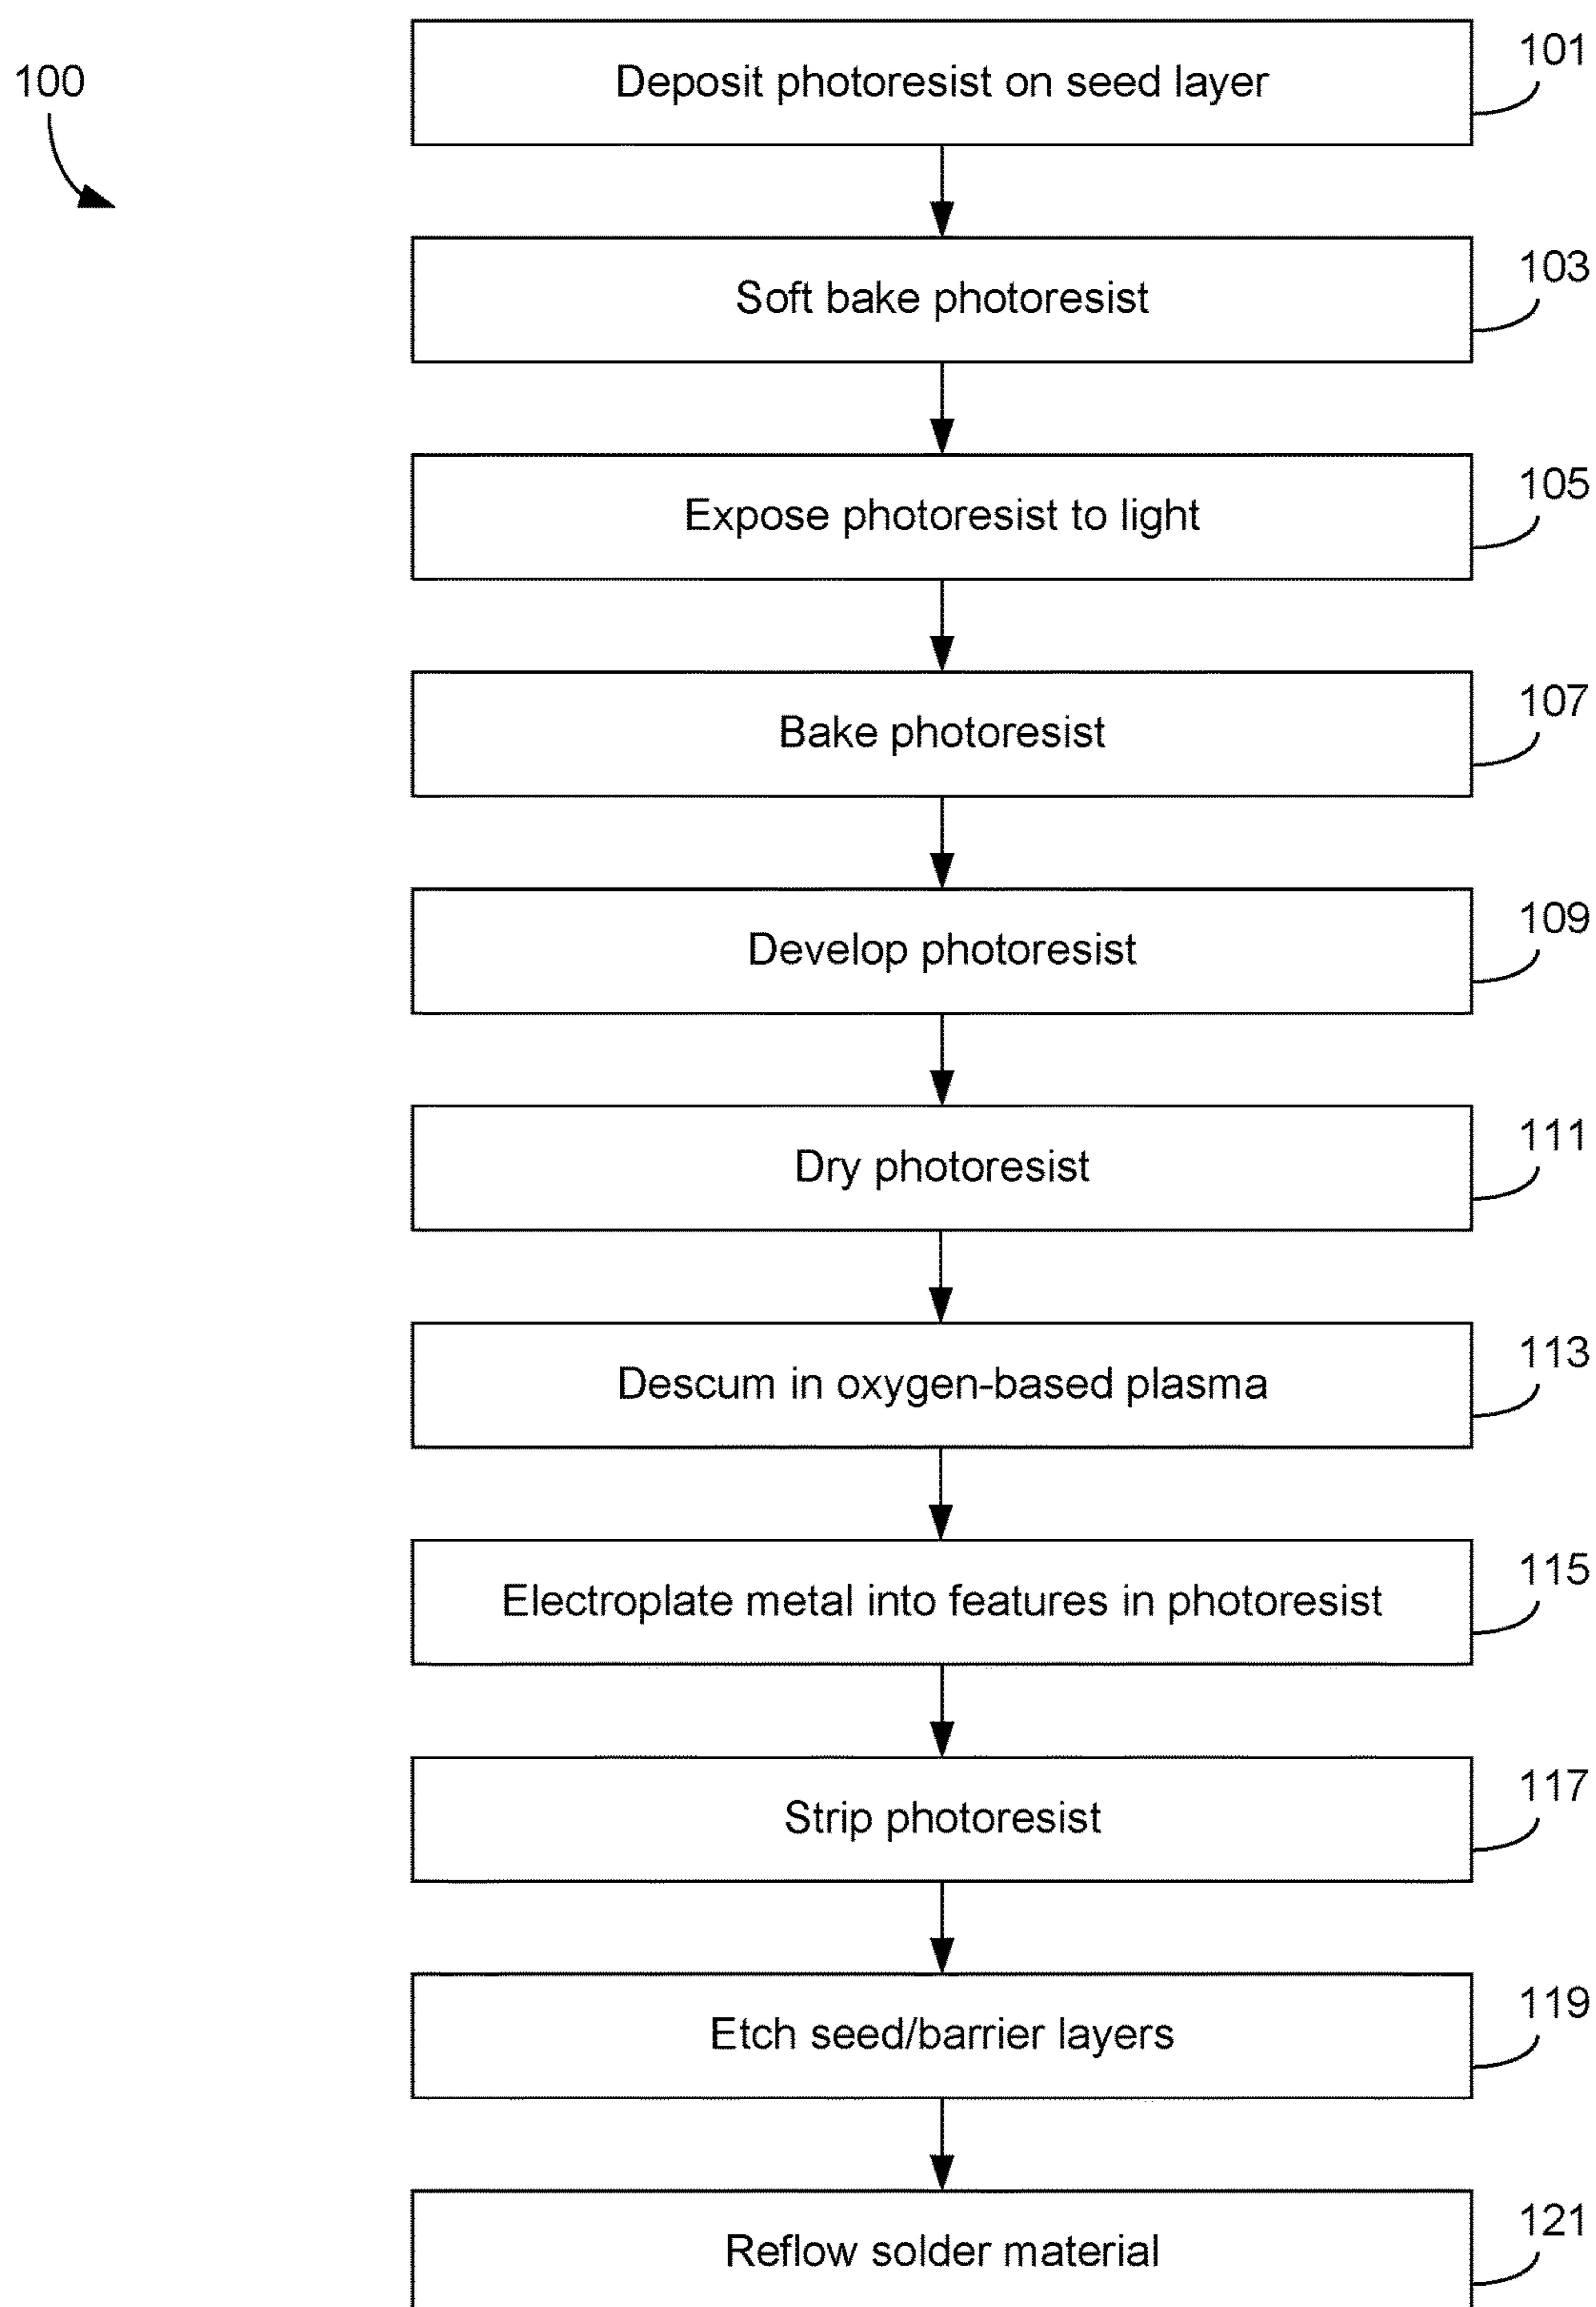 100
Deposit photoresist on seed layer
101
Soft bake photoresist
103
Expose photoresist to light
105
Bake photoresist
107
Develop photoresist
109
Dry photoresist
111
Descum in oxygen-based plasma
113
Electroplate metal into features in photoresist
115
Strip photoresist
117
Etch seed/barrier layers
119
Reflow solder material
121